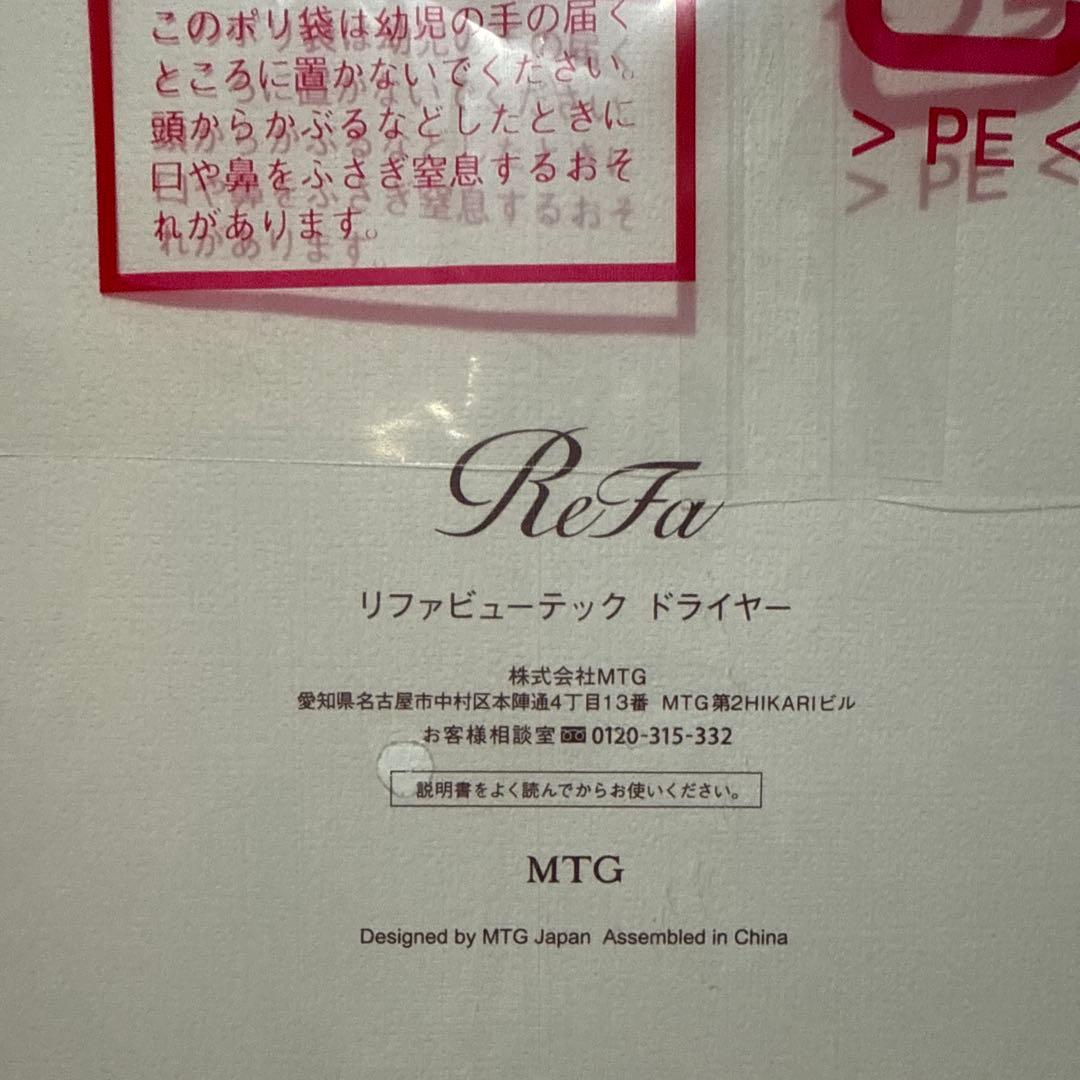 このポリ袋は幼児の手の届く
ところに置かないでください。
頭からかぶるなどしたときに
口や鼻をふさぎ窒息するおそ
れがあります。
> PE <
ReFa
リファビューテック ドライヤー
株式会社MTG
愛知県名古屋市中村区本陣通4丁目13番 MTG第2HIKARIビル
お客様相談室 0120-315-332
説明書をよく読んでからお使いください。
MTG
Designed by MTG Japan Assembled in China